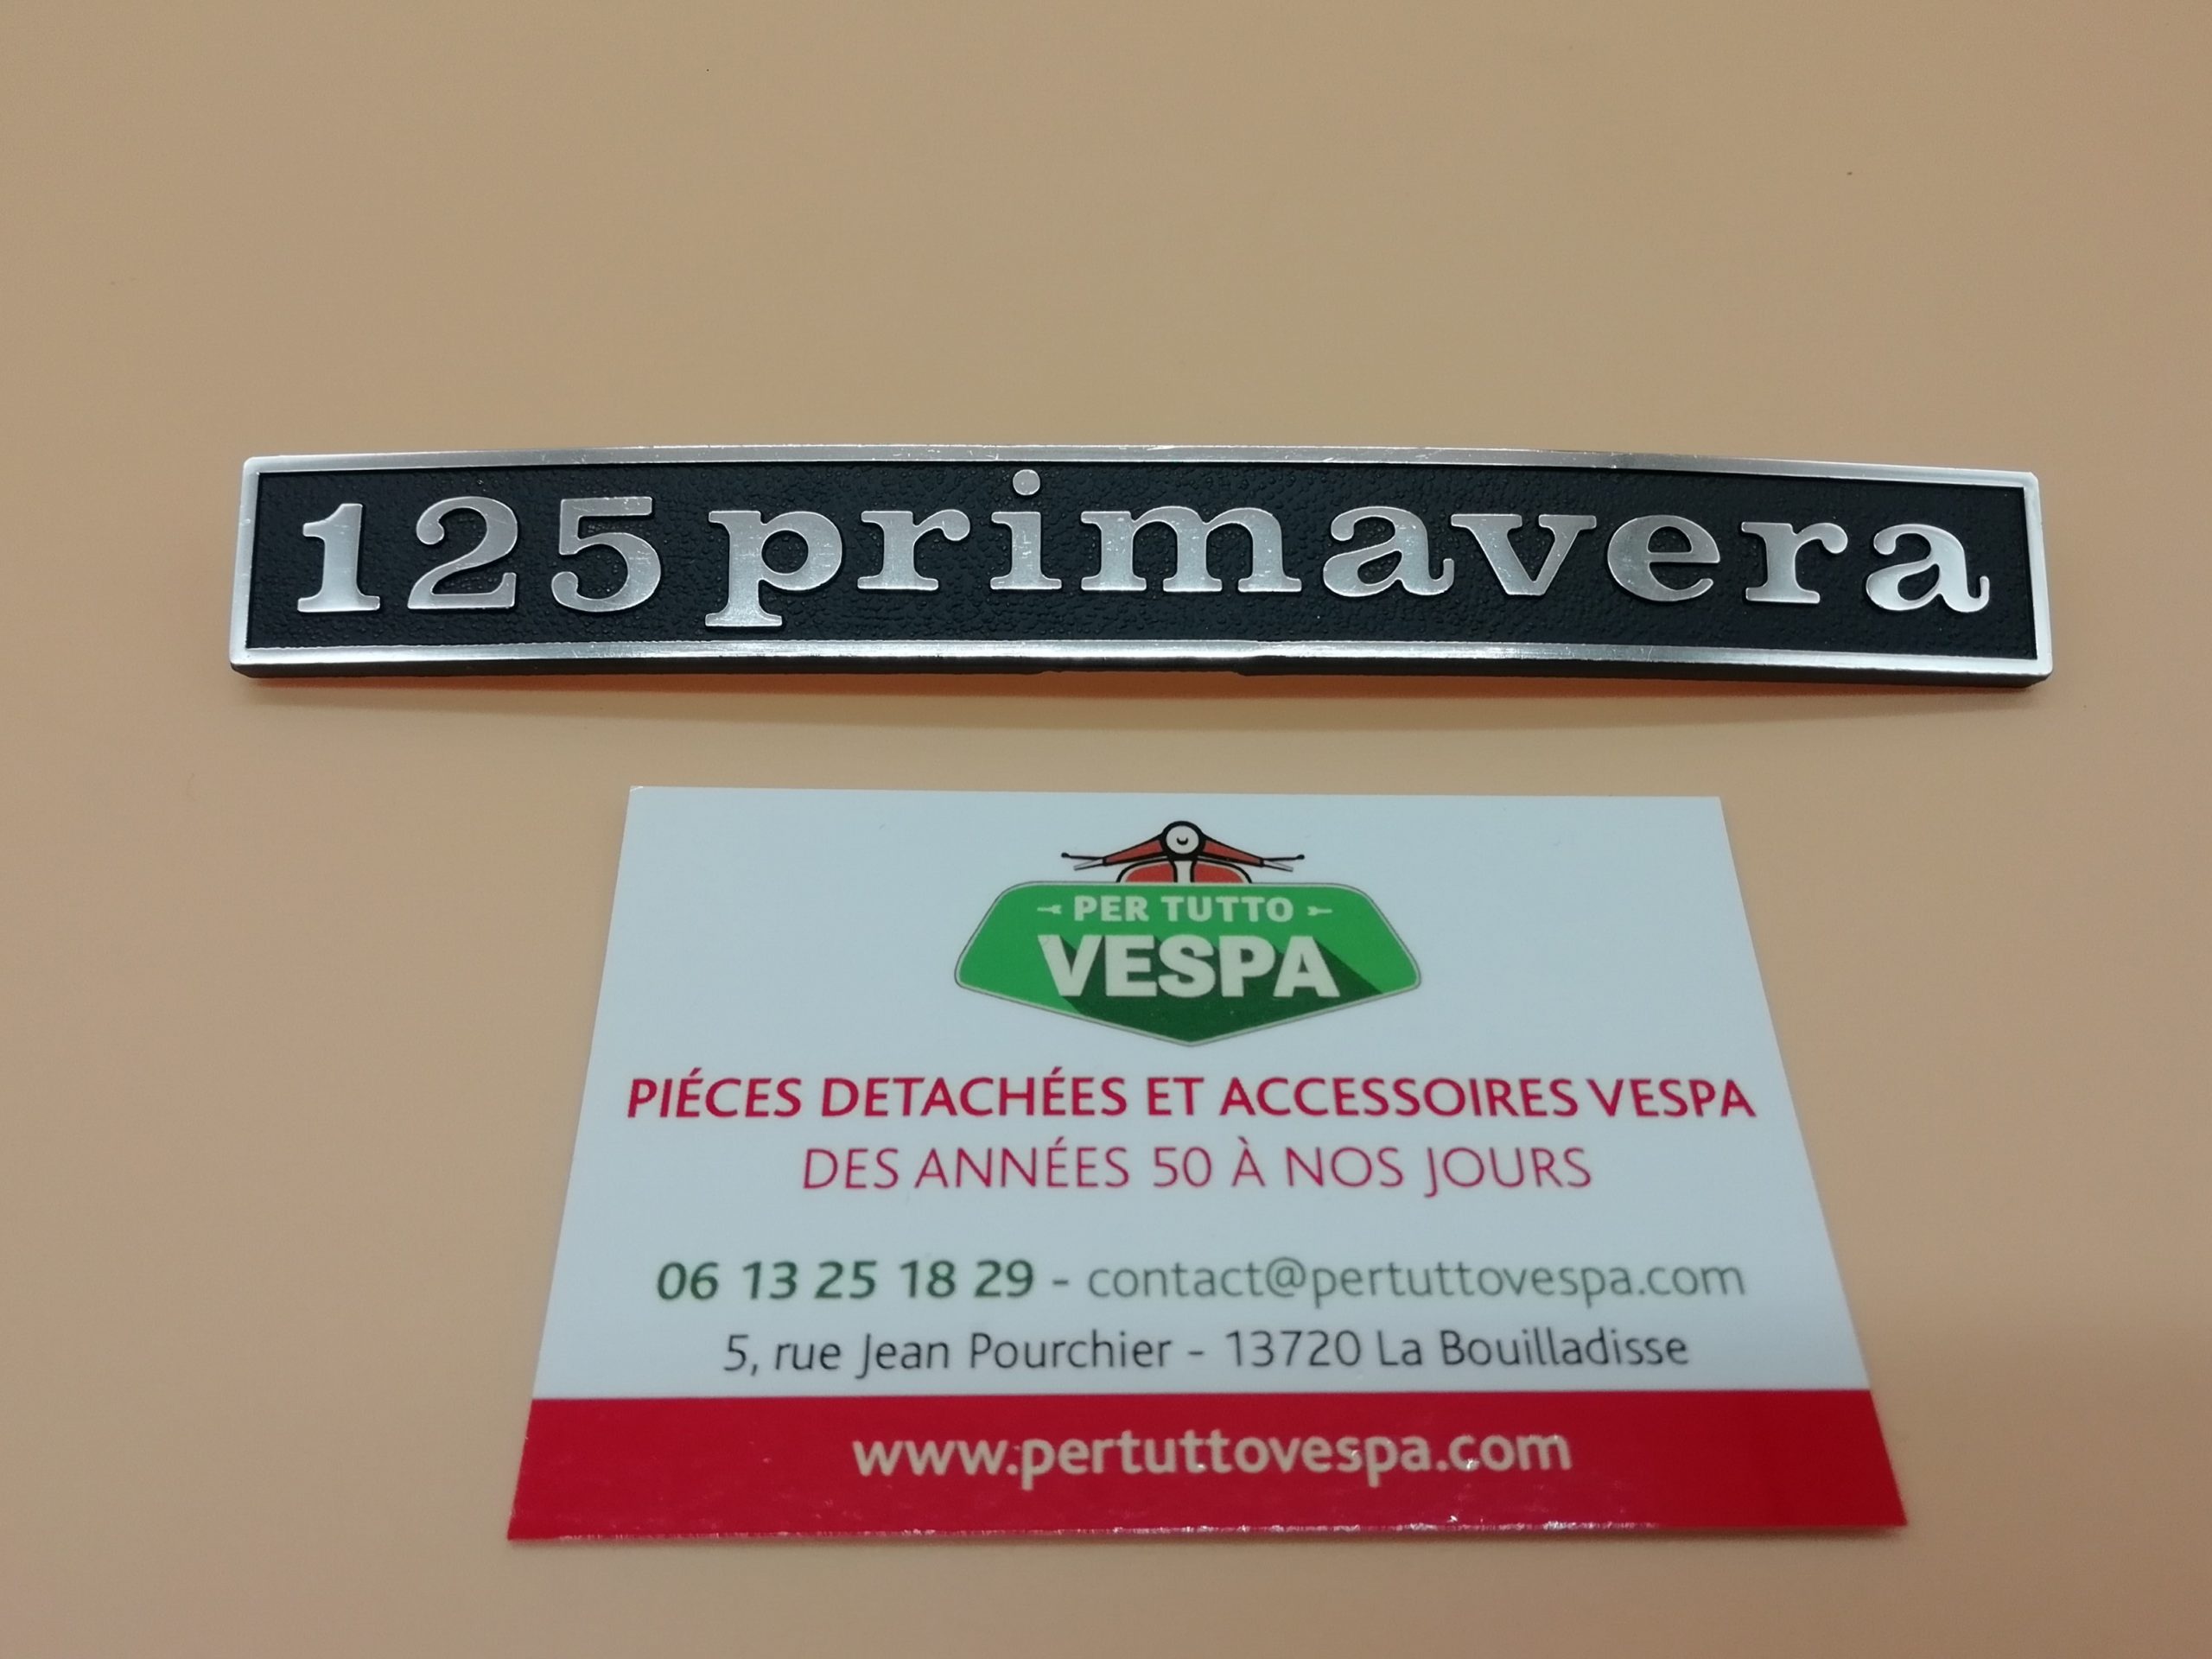 125 primavera
PER TUTTO
VESPA
PIÉCES DETACHÉES ET ACCESSOIRES VESPA
DES ANNÉES 50 À NOS JOURS
06 13 25 18 29 - contact@pertuttovespa.com
5, rue Jean Pourchier - 13720 La Bouilladisse
www.pertuttovespa.com